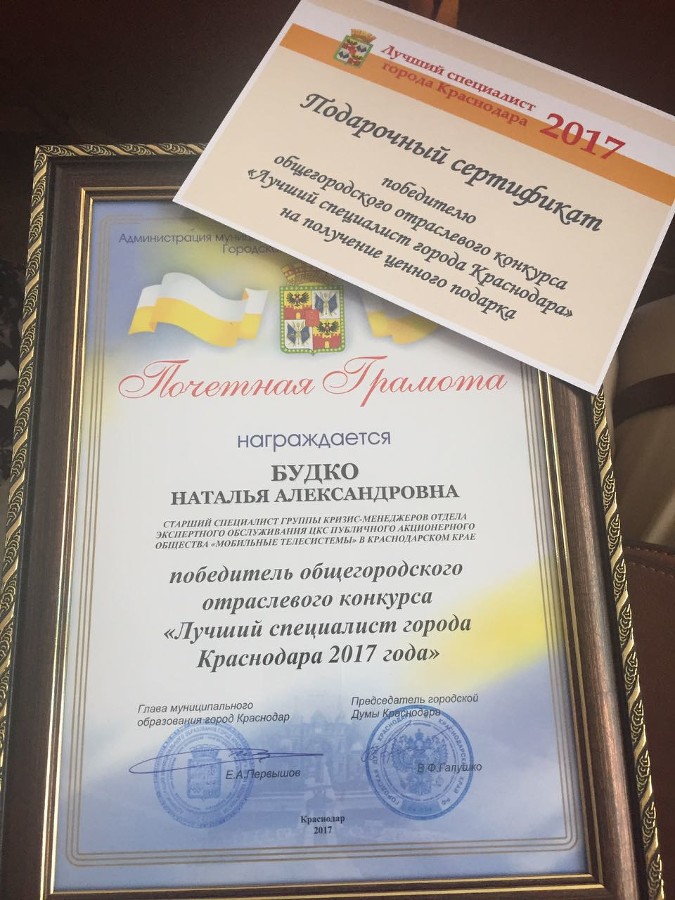 Лучший специалист
города Краснодара 2017
Подарочный сертификат
победителю
общегородского отраслевого конкурса
«Лучший специалист города Краснодара»
на получение ценного подарка
Администрация
Почетная Грамота
награждается
БУДКО
НАТАЛЬЯ АЛЕКСАНДРОВНА
СТАРШИЙ СПЕЦИАЛИСТ ГРУППЫ КРИЗИС-МЕНЕДЖЕРОВ ОТДЕЛА
ЭКСПЕРТНОГО ОБСЛУЖИВАНИЯ ЦКС ПУБЛИЧНОГО АКЦИОНЕРНОГО
ОБЩЕСТВА «МОБИЛЬНЫЕ ТЕЛЕСИСТЕМЫ» В КРАСНОДАРСКОМ КРАЕ
победитель общегородского
отраслевого конкурса
«Лучший специалист города
Краснодара 2017 года»
Глава муниципального
образования город Краснодар
Е.А.Первышов
Председатель городской
Думы Краснодара
В.Ф.Галушко
Краснодар
2017